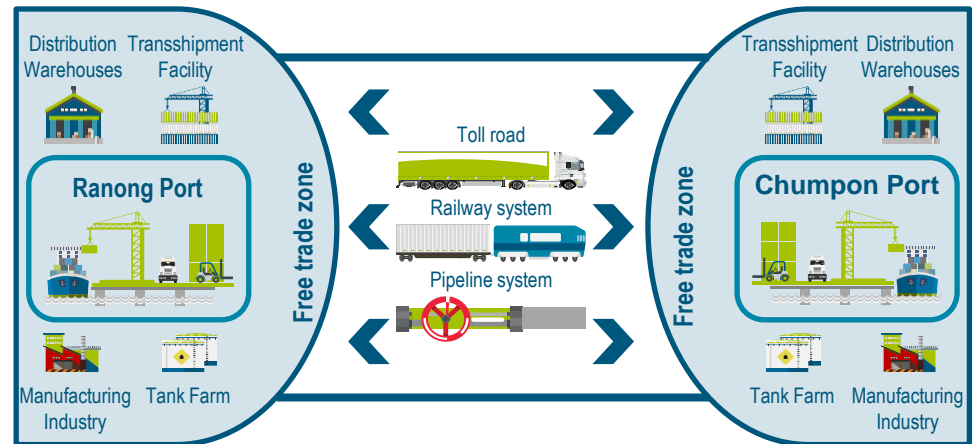 Distribution
Warehouses
Transshipment
Facility
Ranong Port
Manufacturing
Industry
Tank Farm
Free trade zone
Toll road
Railway system
Pipeline system
Free trade zone
Transshipment
Facility
Distribution
Warehouses
Chumpon Port
Tank Farm
Manufacturing
Industry